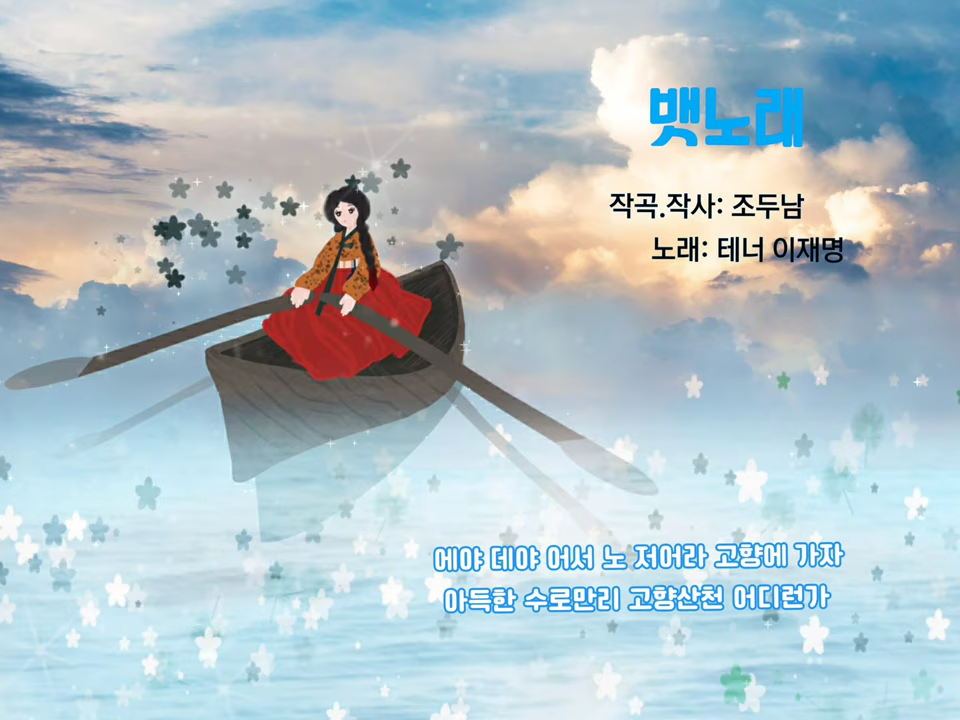 뱃노래
작곡.작사: 조두남
노래: 테너 이재명
에야 데야 어서 노 저어라 고향에 가자
아득한 수로만리 고향산천 어디런가